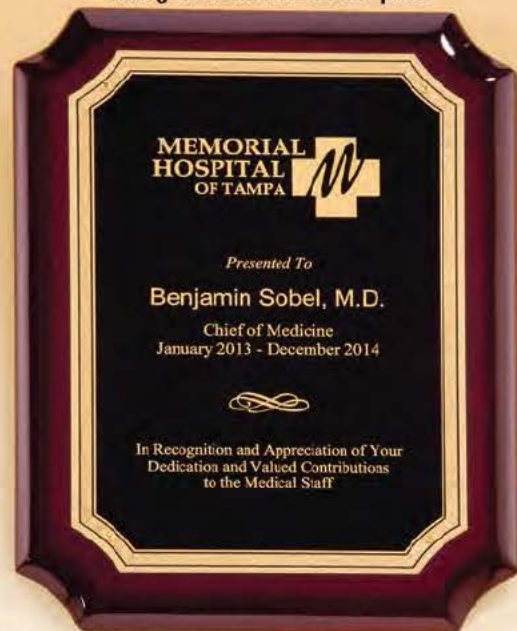 MEMORIAL
HOSPITAL
OF TAMPA
Presented To
Benjamin Sobel, M.D.
Chief of Medicine
January 2013 - December 2014
In Recognition and Appreciation of Your
Dedication and Valued Contributions
to the Medical Staff